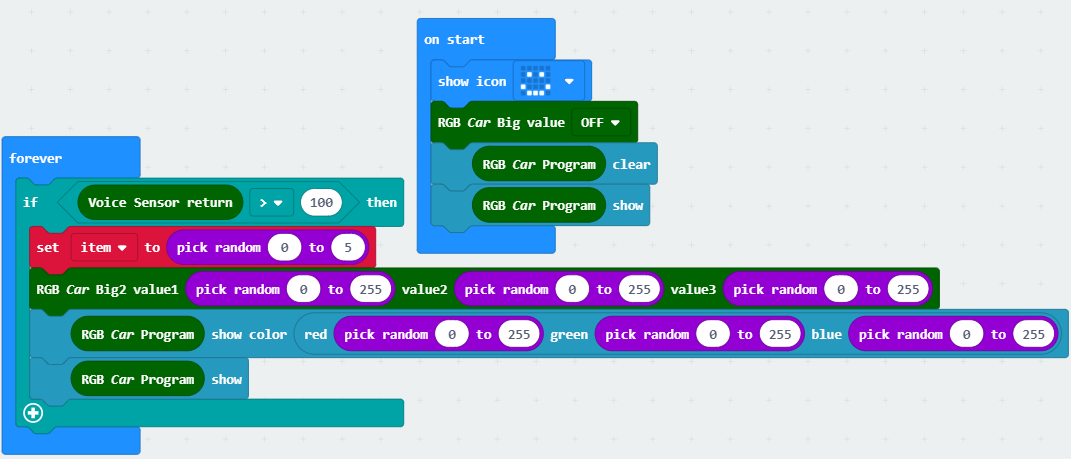 on start
show icon
RGB Car Big value OFF
RGB Car Program clear
RGB Car Program show
forever
if Voice Sensor return > 100 then
set item to pick random 0 to 5
RGB Car Big2 value1 pick random 0 to 255 value2 pick random 0 to 255 value3 pick random 0 to 255
RGB Car Program show color red pick random 0 to 255 green pick random 0 to 255 blue pick random 0 to 255
RGB Car Program show